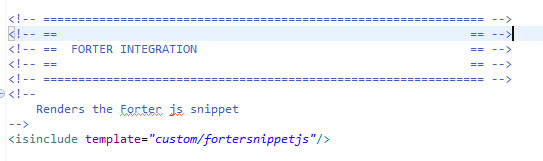 <!-- ============================================================== -->
<!-- == == -->
<!-- == FORTER INTEGRATION == -->
<!-- == == -->
<!-- ============================================================== -->
<!--
Renders the Forter js snippet
-->
<isinclude template="custom/fortersnippetjs"/>